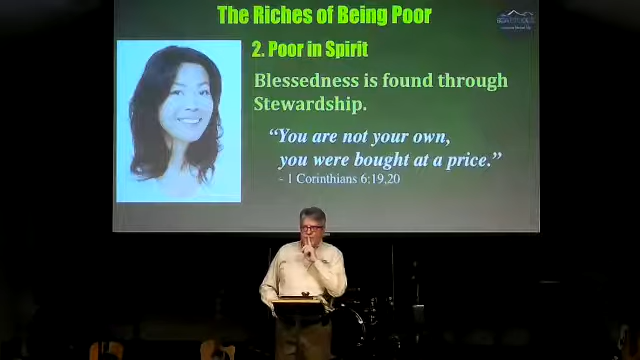 The Riches of Being Poor
2. Poor in Spirit
Blessedness is found through
Stewardship.
“You are not your own,
you were bought at a price.”
- 1 Corinthians 6:19,20